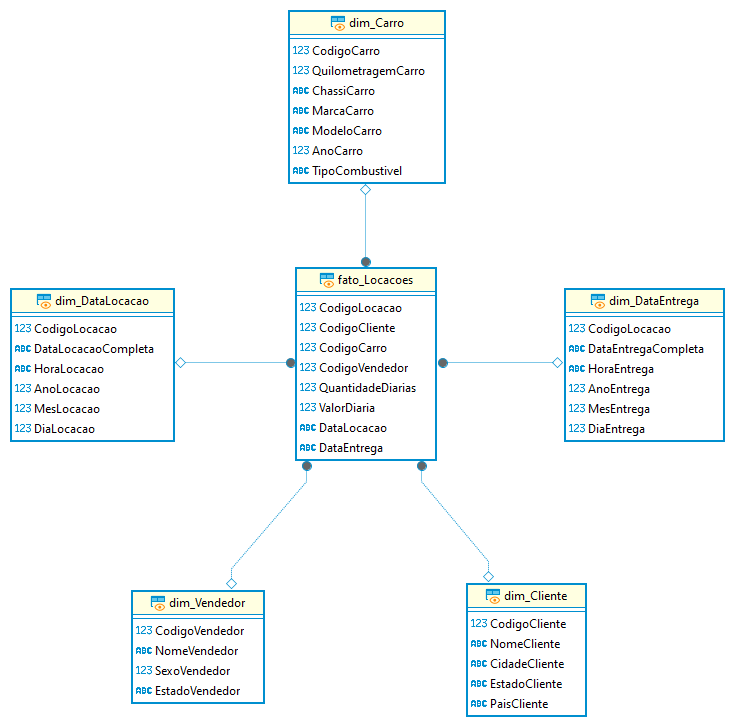 dim_Carro
123 CodigoCarro
123 QuilometragemCarro
ABC ChassiCarro
ABC MarcaCarro
ABC ModeloCarro
123 AnoCarro
ABC TipoCombustivel
dim_DataLocacao
123 CodigoLocacao
ABC DataLocacaoCompleta
ABC HoraLocacao
123 AnoLocacao
123 MesLocacao
123 DiaLocacao
fato_Locacoes
123 CodigoLocacao
123 CodigoCliente
123 CodigoCarro
123 CodigoVendedor
123 QuantidadeDiarias
123 ValorDiaria
ABC DataLocacao
ABC DataEntrega
dim_DataEntrega
123 CodigoLocacao
ABC DataEntregaCompleta
ABC HoraEntrega
123 AnoEntrega
123 MesEntrega
123 DiaEntrega
dim_Vendedor
123 CodigoVendedor
ABC NomeVendedor
123 SexoVendedor
ABC EstadoVendedor
dim_Cliente
123 CodigoCliente
ABC NomeCliente
ABC CidadeCliente
ABC EstadoCliente
ABC PaisCliente